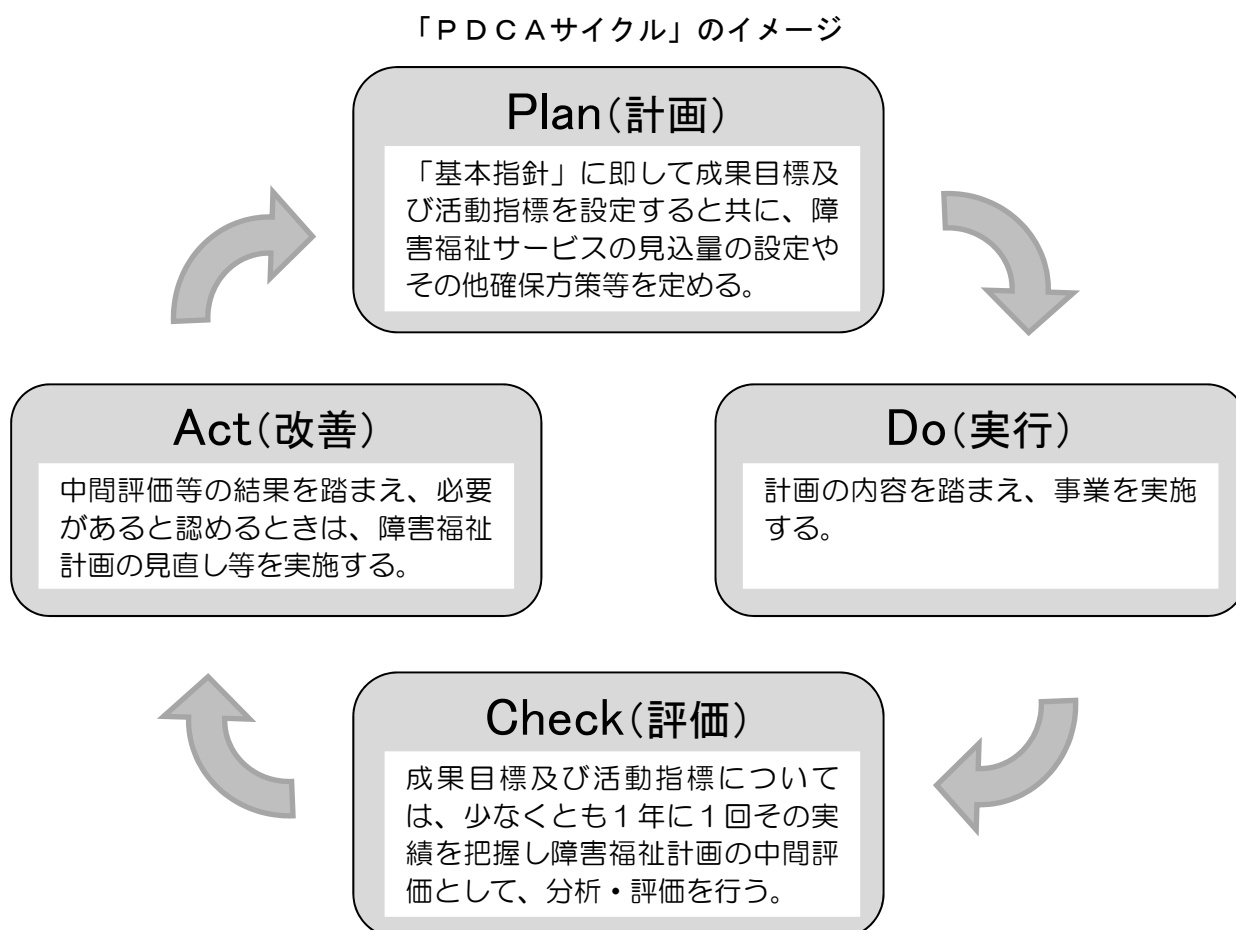 「ＰＤＣＡサイクル」のイメージ
Plan（計画）
「基本指針」に即して成果目標及
び活動指標を設定すると共に、障
害福祉サービスの見込量の設定や
その他確保方策等を定める。
Act（改善）
中間評価等の結果を踏まえ、必要
があると認めるときは、障害福祉
計画の見直し等を実施する。
Do（実行）
計画の内容を踏まえ、事業を実施
する。
Check（評価）
成果目標及び活動指標について
は、少なくとも１年に１回その実
績を把握し障害福祉計画の中間評
価として、分析・評価を行う。